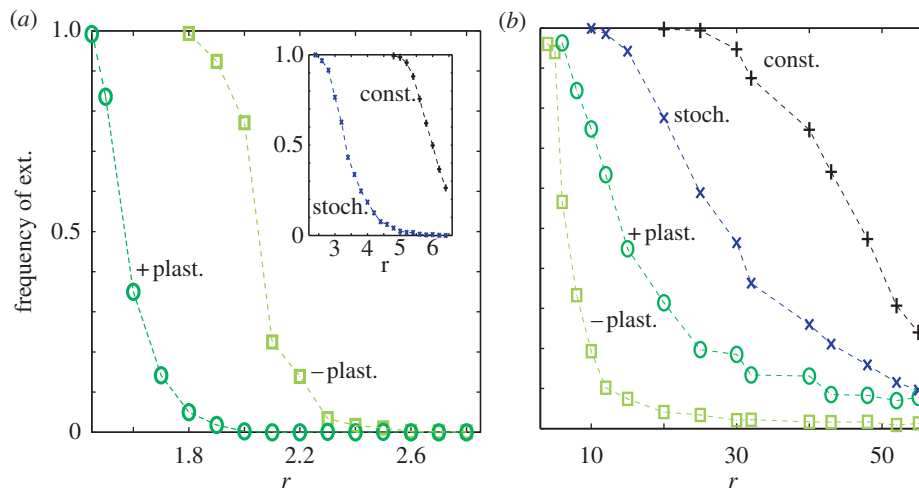 (a)
(b)
1.0
0.5
0
frequency of ext.
+plast.
−plast.
1.8
2.2
2.6
r
1.0
0.5
0
const.
stoch.
3
4
5
6
r
const.
stoch.
+plast.
−plast.
10
30
50
r